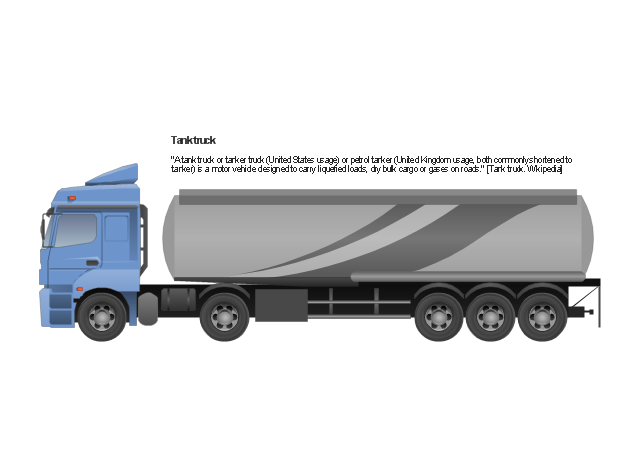 Tank truck
"A tank truck or tanker truck (United States usage) or petrol tanker (United Kingdom usage, both commonly shortened to
tanker) is a motor vehicle designed to carry liquefied loads, dry bulk cargo or gases on roads." [Tank truck. Wikipedia]